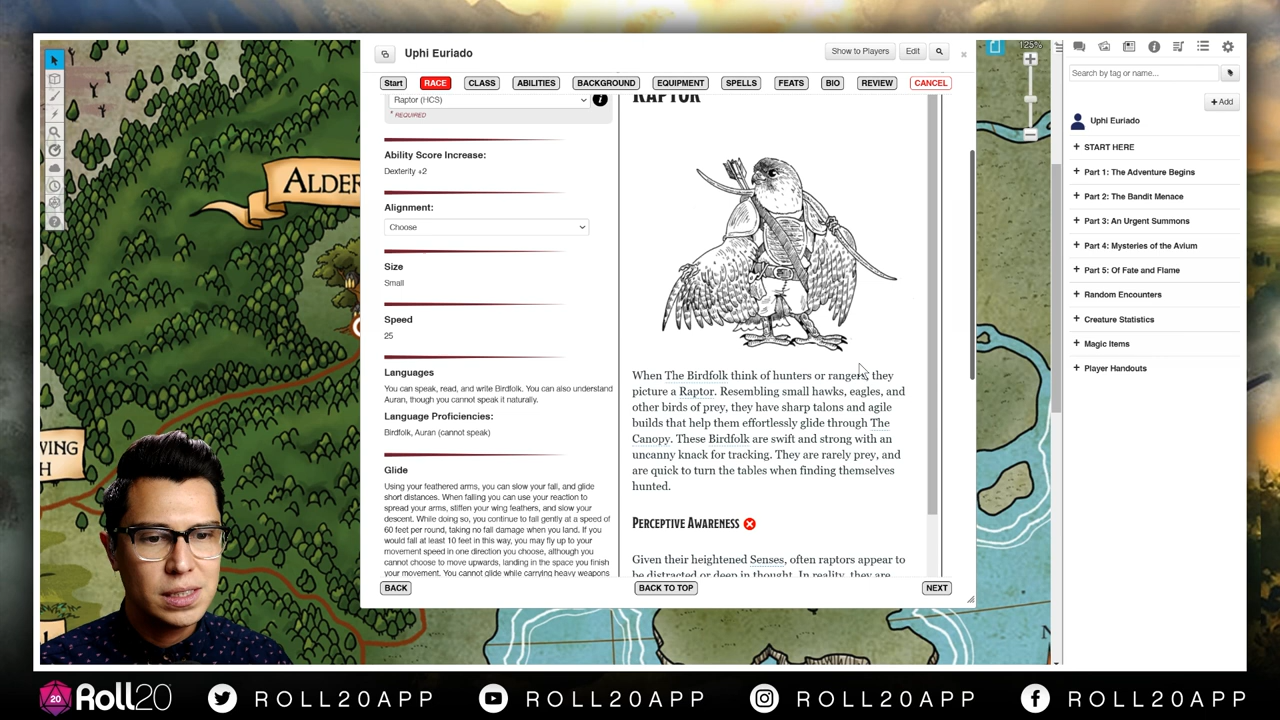 Uphi Euriado
Show to Players
Edit
125%
Start
RACE
CLASS
ABILITIES
BACKGROUND
EQUIPMENT
SPELLS
FEATS
BIO
REVIEW
CANCEL
Raptor (HCS)
* REQUIRED
Ability Score Increase:
Dexterity +2
Alignment:
Choose
Size
Small
Speed
25
Languages
You can speak, read, and write Birdfolk. You can also understand
Auran, though you cannot speak it naturally.
Language Proficiencies:
Birdfolk, Auran (cannot speak)
Glide
Using your feathered arms, you can slow your fall, and glide
short distances. When falling you can use your reaction to
spread your arms, stiffen your wing feathers, and slow your
descent. While doing so, you continue to fall gently at a speed of
60 feet per round, taking no fall damage when you land. If you
would fall at least 10 feet in this way, you may fly up to your
movement speed in one direction you choose, although you
cannot choose to move upwards, landing in the space you finish
your movement. You cannot glide while carrying heavy weapons
RAPTOR
When The Birdfolk think of hunters or rangers they
picture a Raptor. Resembling small hawks, eagles, and
other birds of prey, they have sharp talons and agile
builds that help them effortlessly glide through The
Canopy. These Birdfolk are swift and strong with an
uncanny knack for tracking. They are rarely prey, and
are quick to turn the tables when finding themselves
hunted.
PERCEPTIVE AWARENESS
Given their heightened Senses, often raptors appear to
be distracted or deep in thought. In reality, they are
BACK
BACK TO TOP
NEXT
Search by tag or name...
+ Add
Uphi Euriado
+ START HERE
+ Part 1: The Adventure Begins
+ Part 2: The Bandit Menace
+ Part 3: An Urgent Summons
+ Part 4: Mysteries of the Avium
+ Part 5: Of Fate and Flame
+ Random Encounters
+ Creature Statistics
+ Magic Items
+ Player Handouts
ALDER
WING
H
N
20
Roll20
ROLL20APP
ROLL20APP
ROLL20APP
ROLL20APP